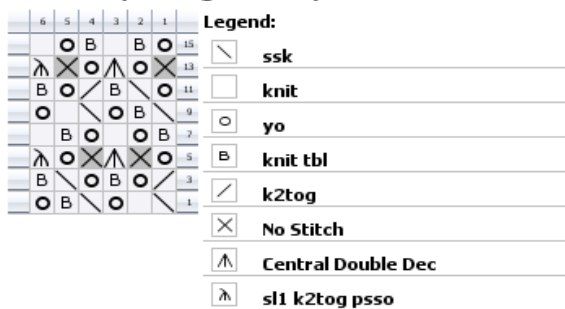 Legend:
6 5 4 3 2 1
O B B O 15
O O 13
B O B O 11
O O B 9
B O O B 7
O O 5
B O B O 3
O B O 1
ssk
knit
o yo
B knit tbl
k2tog
No Stitch
Central Double Dec
sl1 k2tog psso